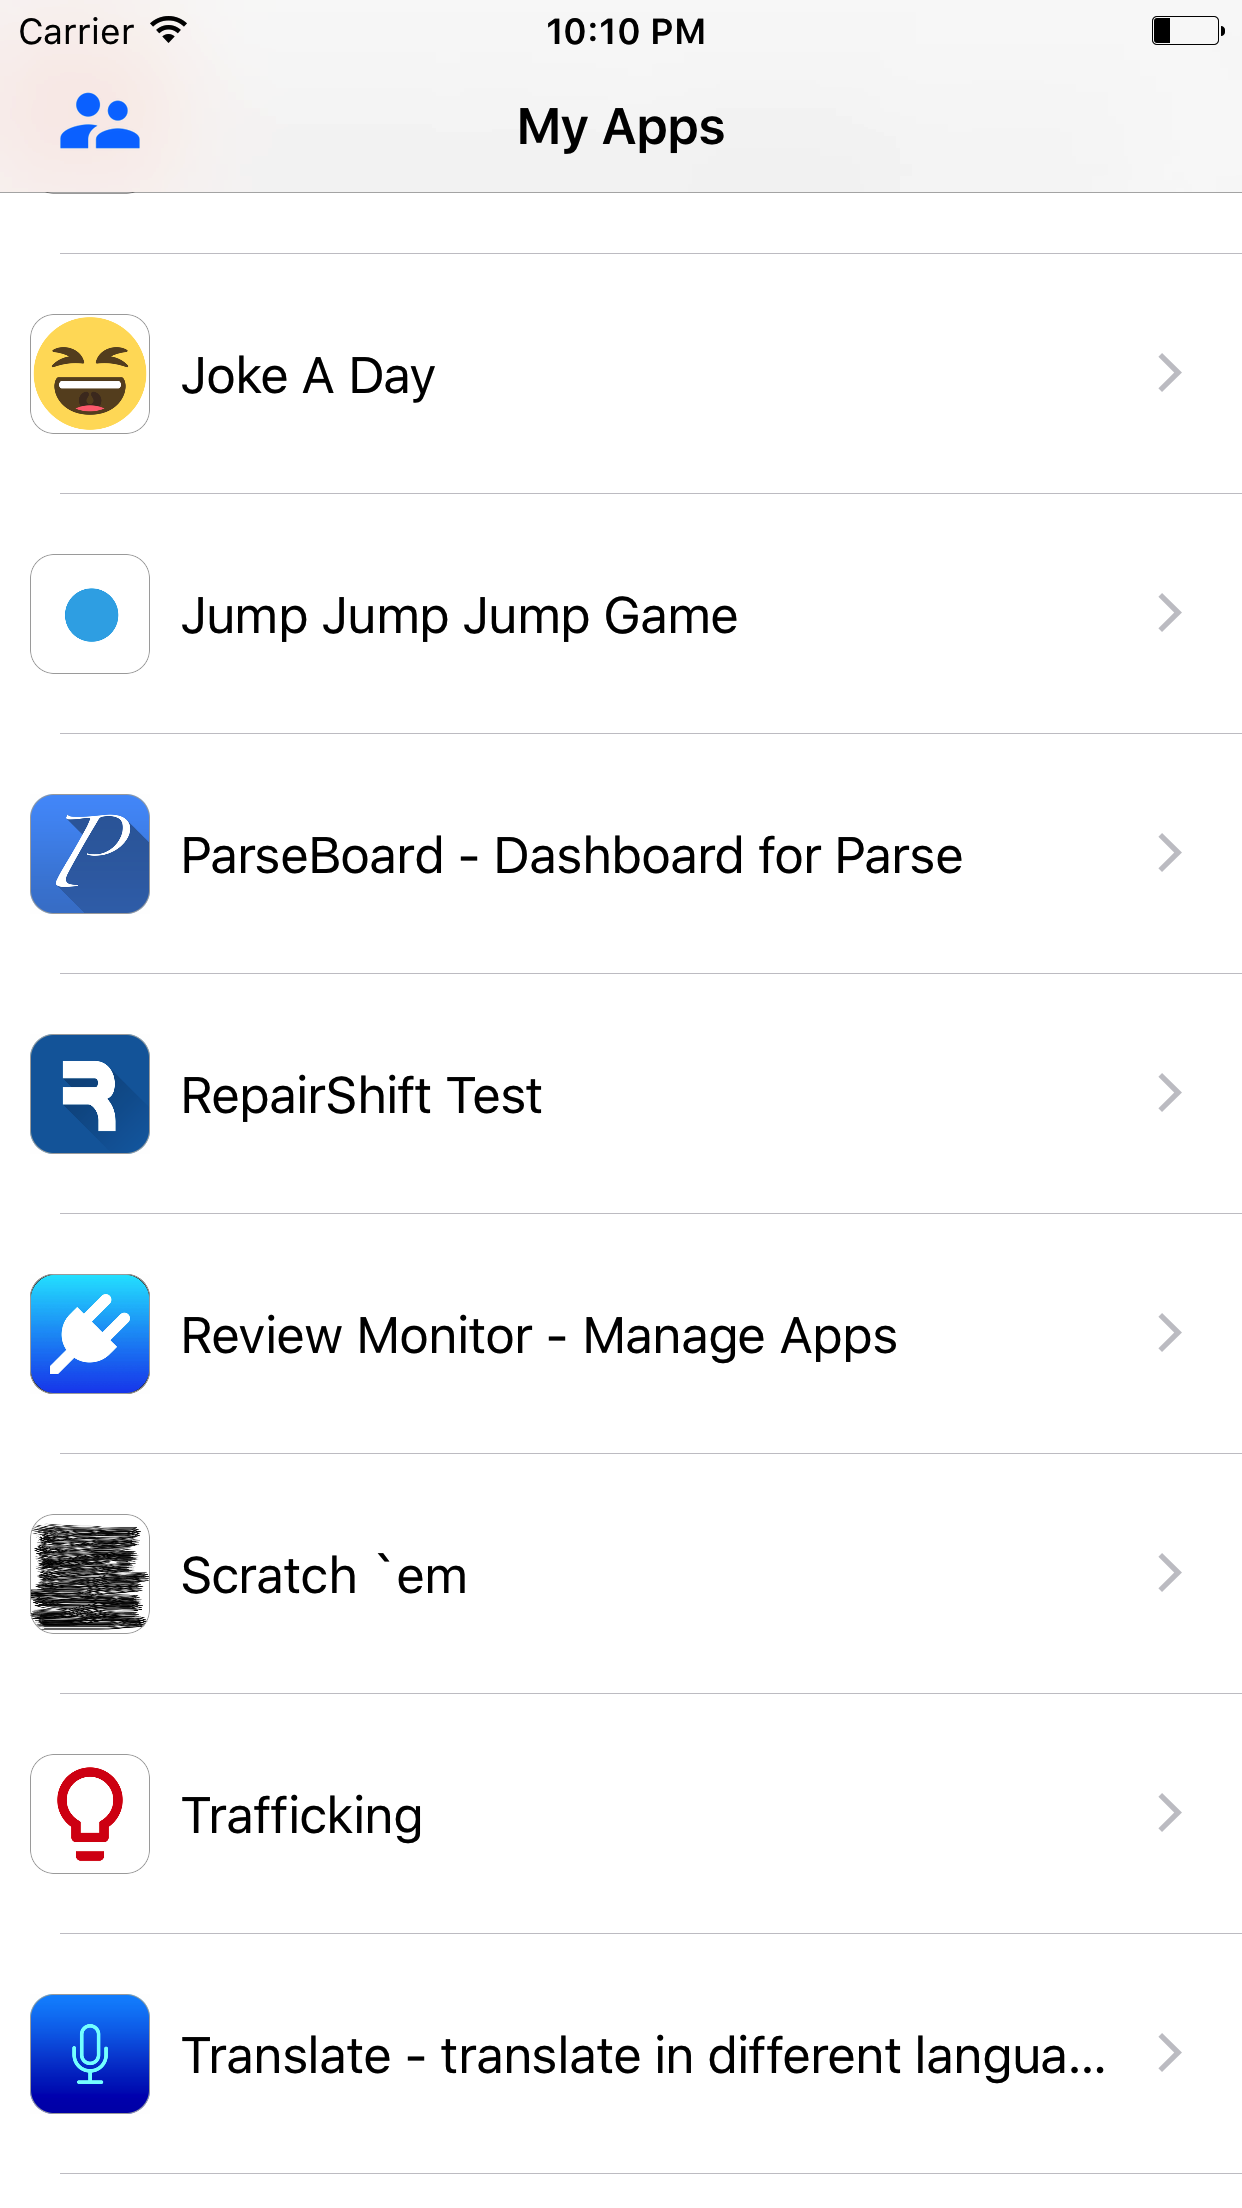 Carrier 10:10 PM
My Apps
Joke A Day
Jump Jump Jump Game
P
ParseBoard - Dashboard for Parse
R
RepairShift Test
Review Monitor - Manage Apps
Scratch `em
Trafficking
Translate - translate in different langua...